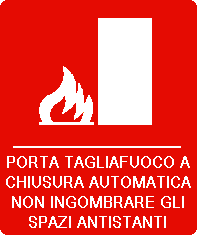 PORTA TAGLIAFUOCO A
CHIUSURA AUTOMATICA
NON INGOMBRARE GLI
SPAZI ANTISTANTI